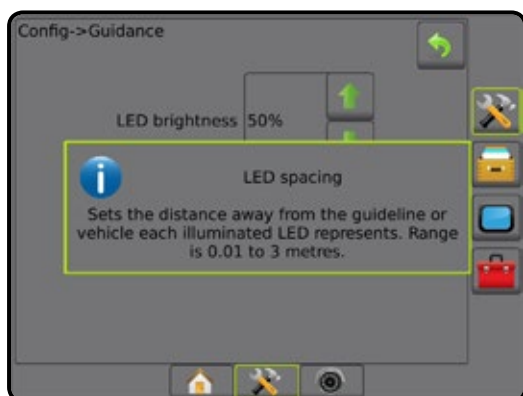 Config->Guidance
LED brightness 50%
LED spacing
Sets the distance away from the guideline or
vehicle each illuminated LED represents. Range
is 0.01 to 3 metres.